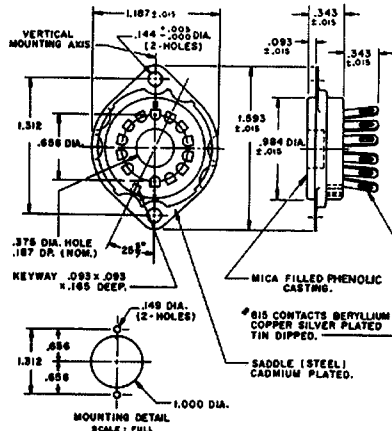 1.187 ±.015
VERTICAL
MOUNTING AXIS
.144 +.003 -.000 DIA.
(2-HOLES)
.343
±.015
.093
±.015
.343
±.015
1.312
.656 DIA.
1.593
±.015
.984 DIA.
±.015
.375 DIA. HOLE
.187 DP. (NOM.)
KEYWAY .093 x .093
x .165 DEEP.
MICA FILLED PHENOLIC
CASTING.
615 CONTACTS BERYLLIUM
COPPER SILVER PLATED
TIN DIPPED.
.149 DIA.
(2-HOLES)
SADDLE (STEEL)
CADMIUM PLATED.
1.312
.656
.656
1.000 DIA.
MOUNTING DETAIL
SCALE: FULL